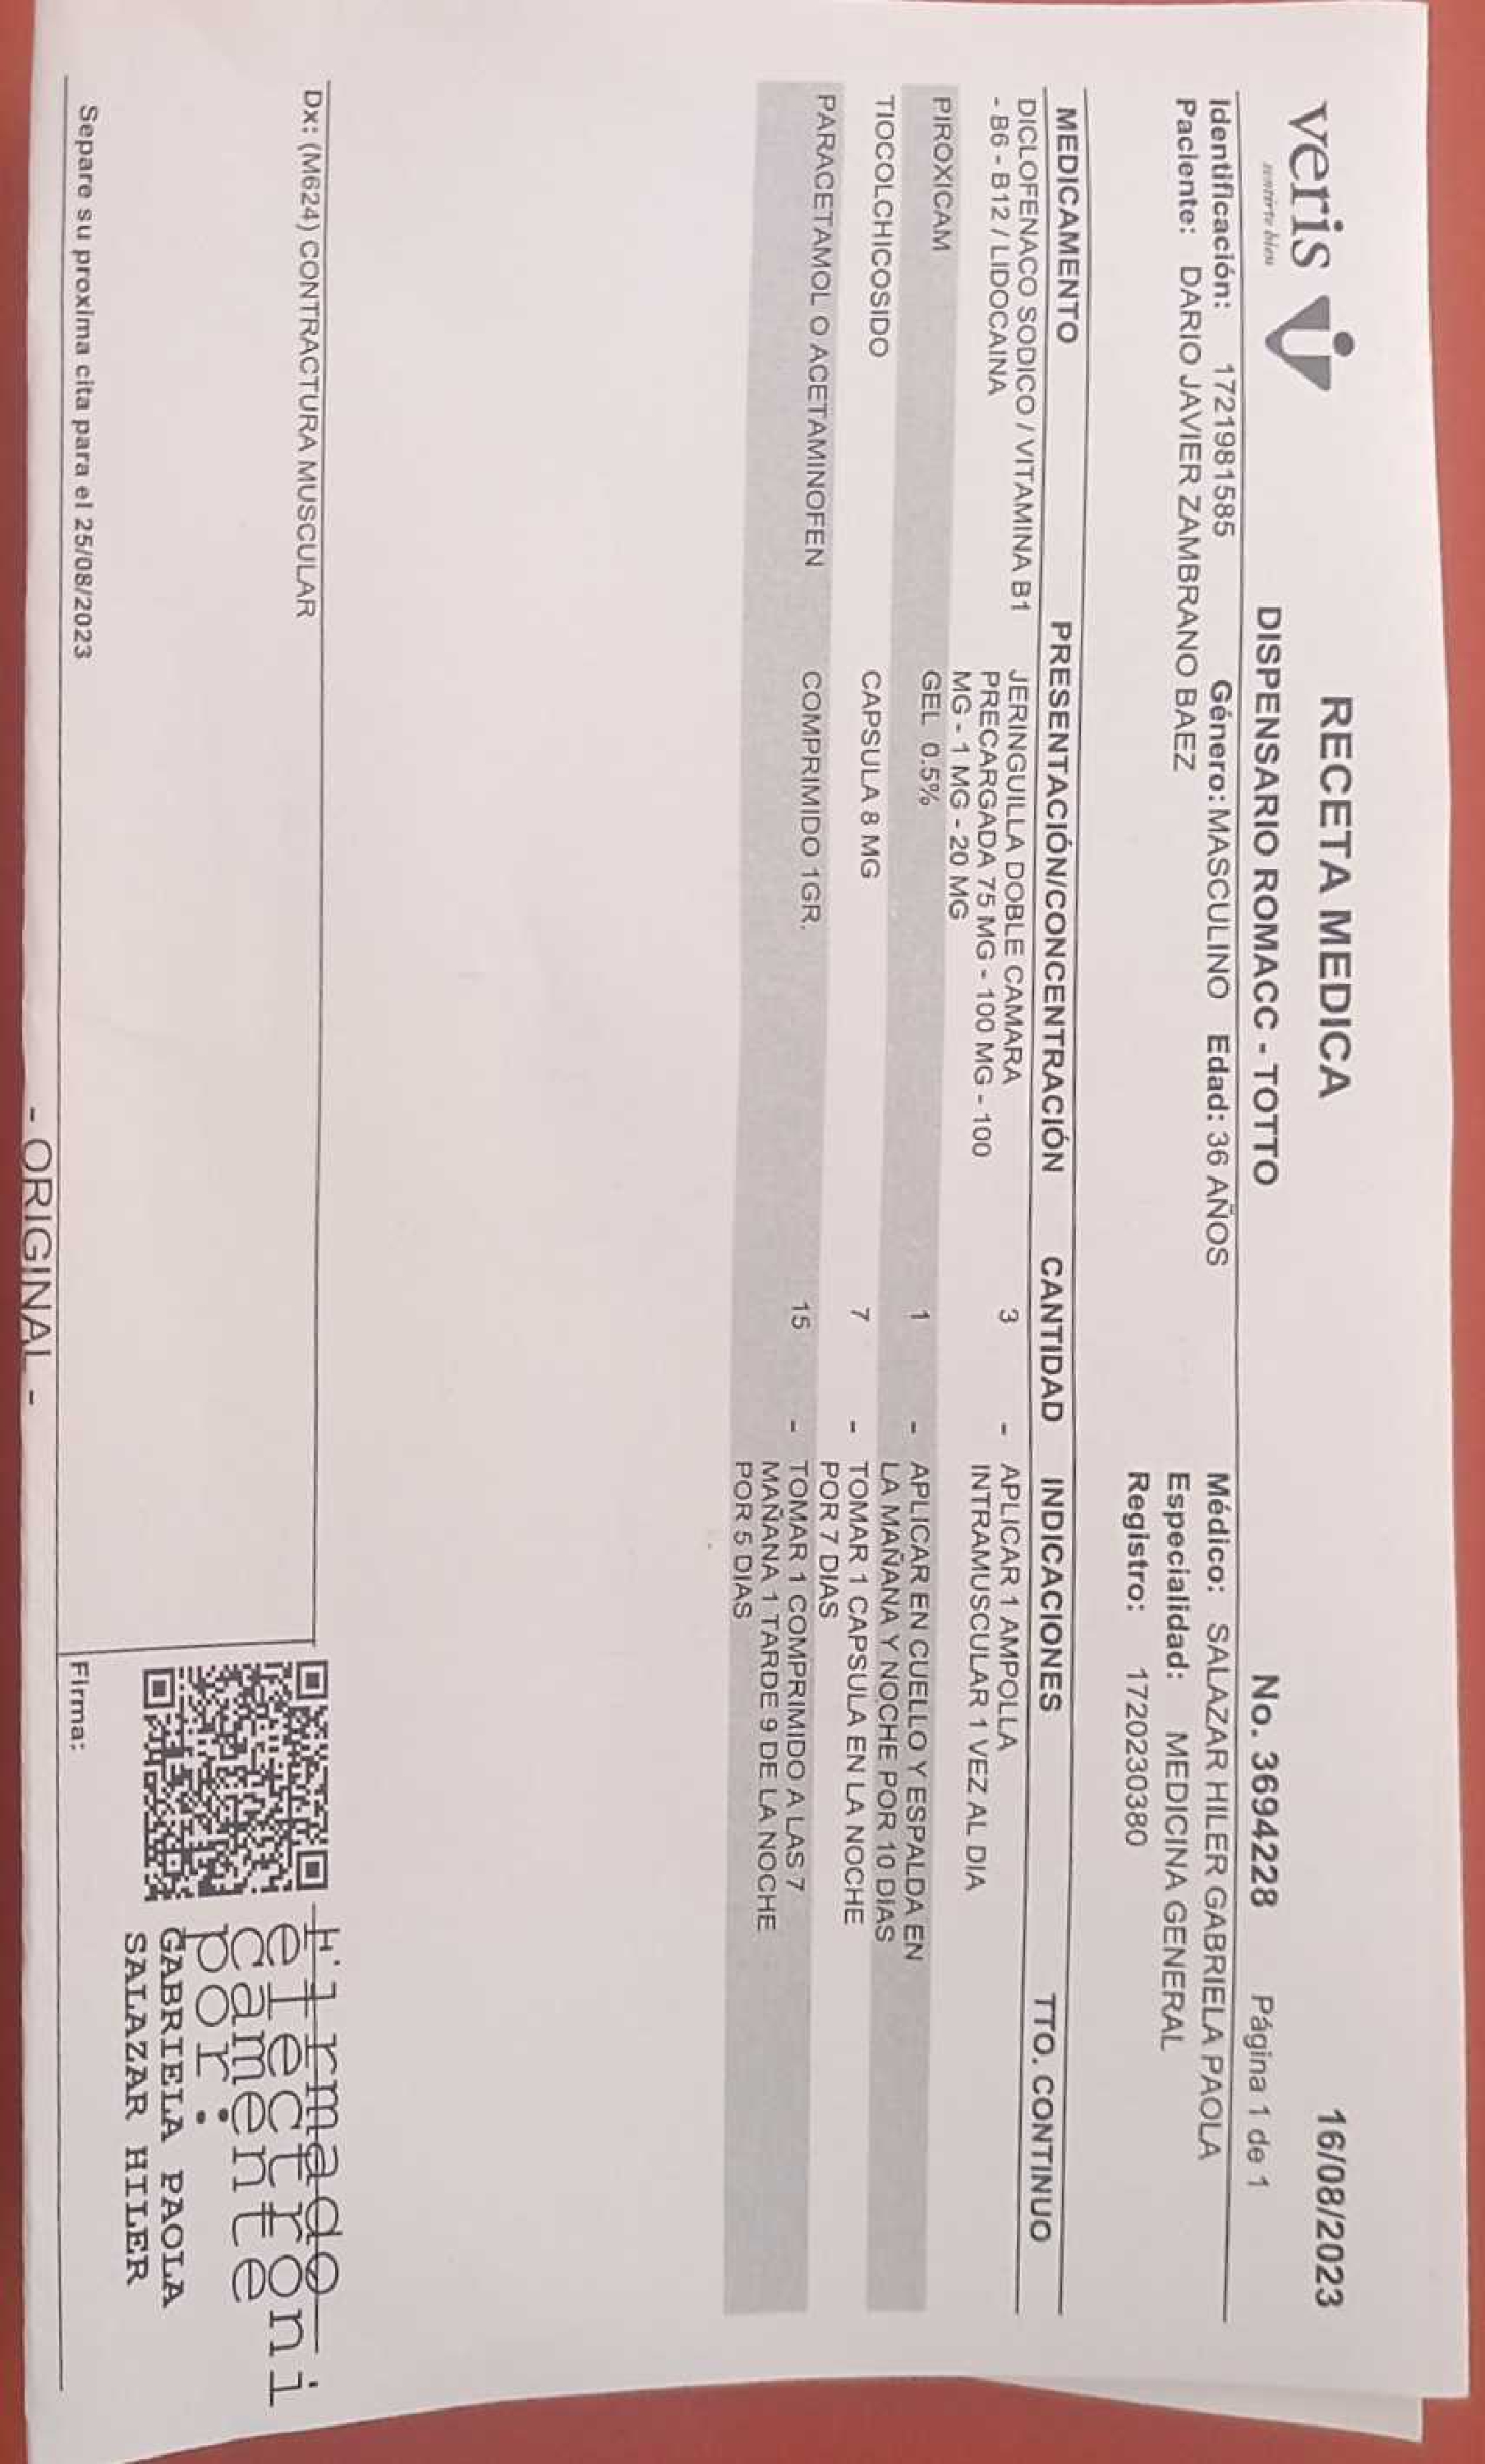 veris
sentirte bien
RECETA MEDICA
16/08/2023
DISPENSARIO ROMACC - TOTTO
No. 3694228
Página 1 de 1
Identificación: 1721981585 Género: MASCULINO Edad: 36 AÑOS
Médico: SALAZAR HILER GABRIELA PAOLA
Paciente: DARIO JAVIER ZAMBRANO BAEZ
Especialidad: MEDICINA GENERAL
Registro: 1720230380
MEDICAMENTO PRESENTACIÓN/CONCENTRACIÓN CANTIDAD INDICACIONES TTO. CONTINUO
DICLOFENACO SODICO / VITAMINA B1 JERINGUILLA DOBLE CAMARA 3 - APLICAR 1 AMPOLLA
- B6 - B12 / LIDOCAINA PRECARGADA 75 MG - 100 MG - 100 INTRAMUSCULAR 1 VEZ AL DIA
MG - 1 MG - 20 MG
PIROXICAM GEL 0.5% 1 - APLICAR EN CUELLO Y ESPALDA EN
LA MAÑANA Y NOCHE POR 10 DIAS
TIOCOLCHICOSIDO CAPSULA 8 MG 7 - TOMAR 1 CAPSULA EN LA NOCHE
POR 7 DIAS
PARACETAMOL O ACETAMINOFEN COMPRIMIDO 1GR. 15 - TOMAR 1 COMPRIMIDO A LAS 7
MAÑANA 1 TARDE 9 DE LA NOCHE
POR 5 DIAS
Dx: (M624) CONTRACTURA MUSCULAR
Firmado
electróni
camente
por:
GABRIELA PAOLA
SALAZAR HILER
Separe su proxima cita para el 25/08/2023
Firma:
- ORIGINAL -